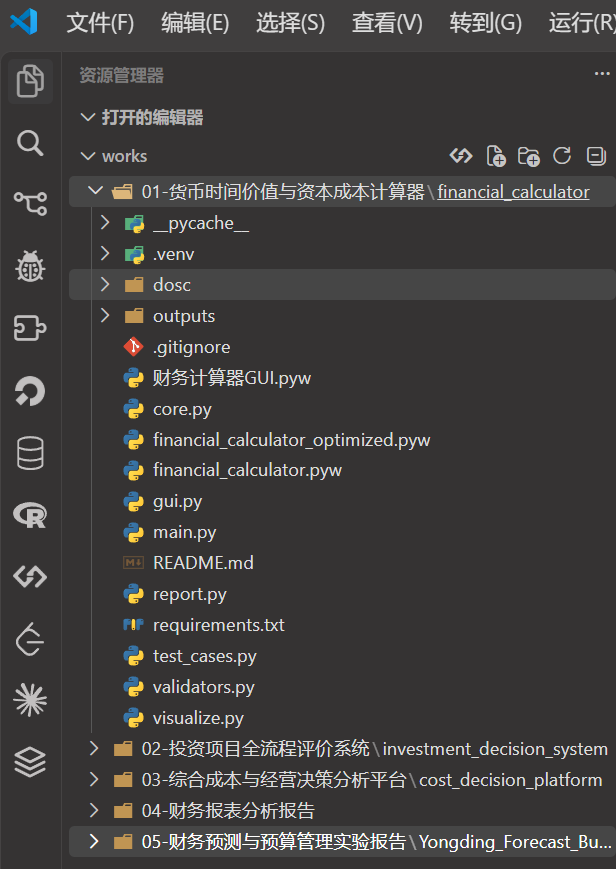 文件(F) 编辑(E) 选择(S) 查看(V) 转到(G) 运行(R
资源管理器 ···
打开的编辑器
works
01-货币时间价值与资本成本计算器\financial_calculator
__pycache__
.venv
dosc
outputs
.gitignore
财务计算器GUI.pyw
core.py
financial_calculator_optimized.pyw
financial_calculator.pyw
gui.py
main.py
README.md
report.py
requirements.txt
test_cases.py
validators.py
visualize.py
02-投资项目全流程评价系统\investment_decision_system
03-综合成本与经营决策分析平台\cost_decision_platform
04-财务报表分析报告
05-财务预测与预算管理实验报告\Yongding_Forecast_Bu...